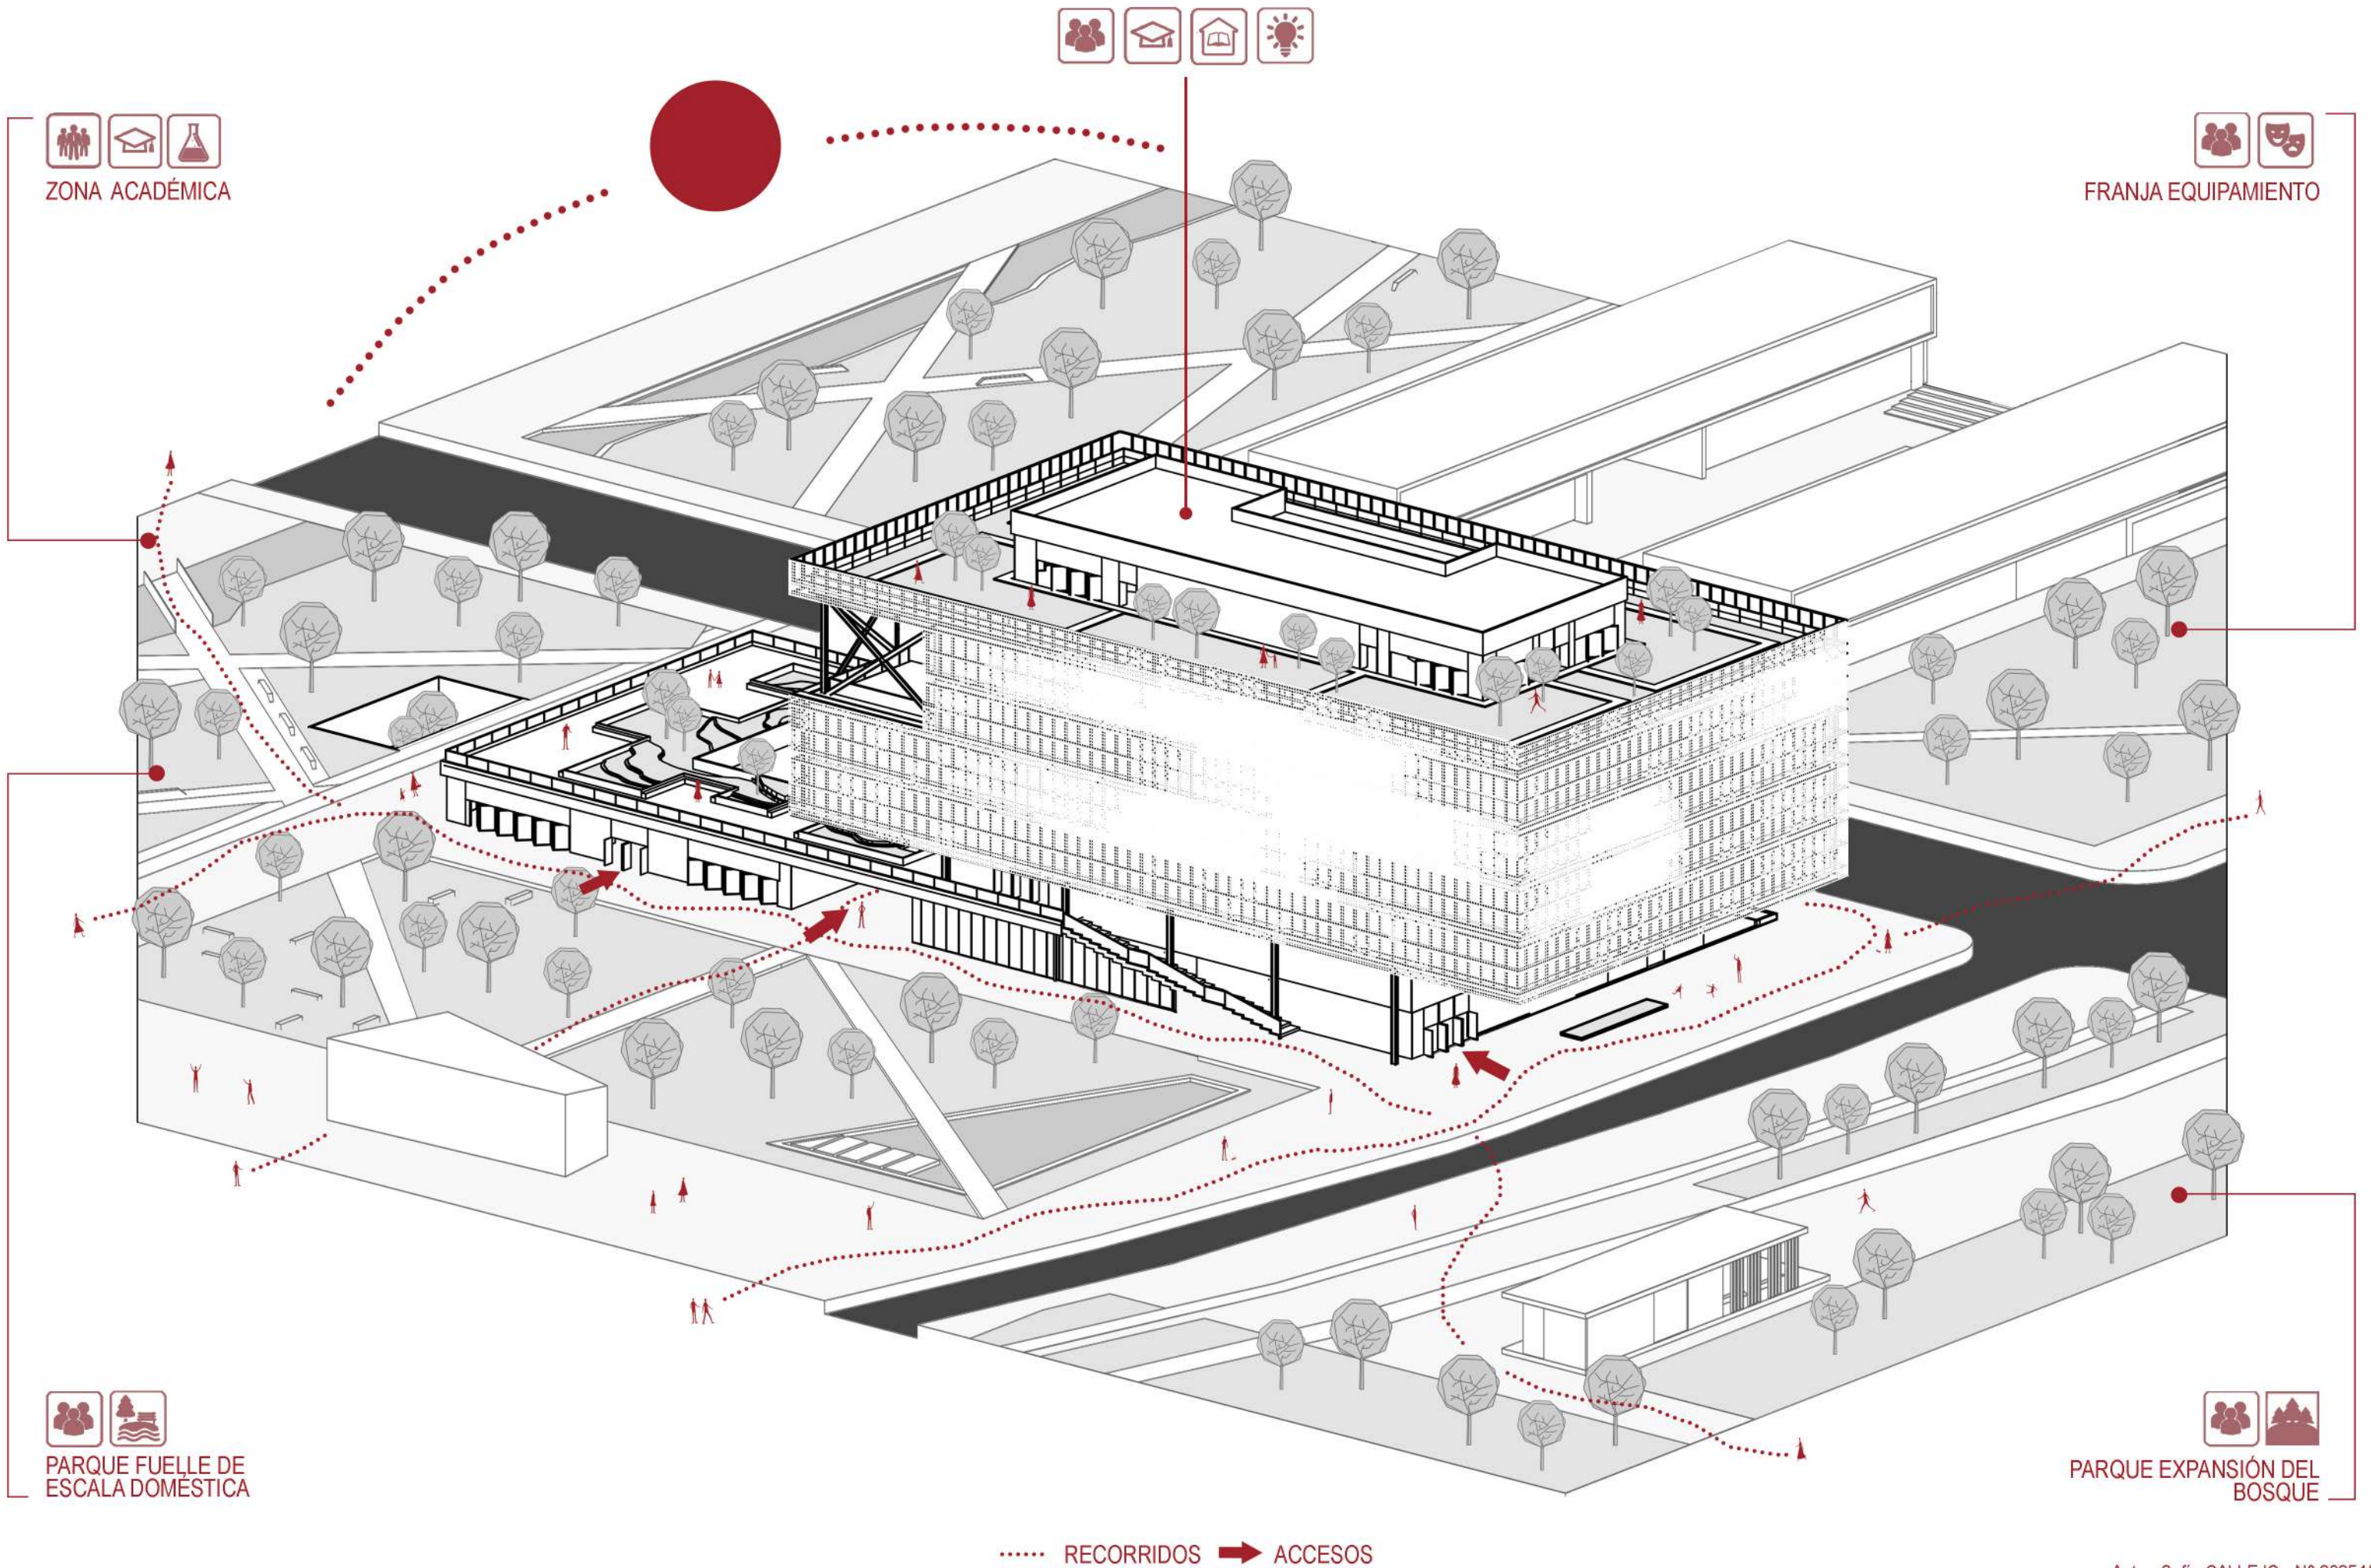 ZONA ACADÉMICA
FRANJA EQUIPAMIENTO
PARQUE FUELLE DE
ESCALA DOMÉSTICA
PARQUE EXPANSIÓN DEL
BOSQUE
RECORRIDOS ACCESOS